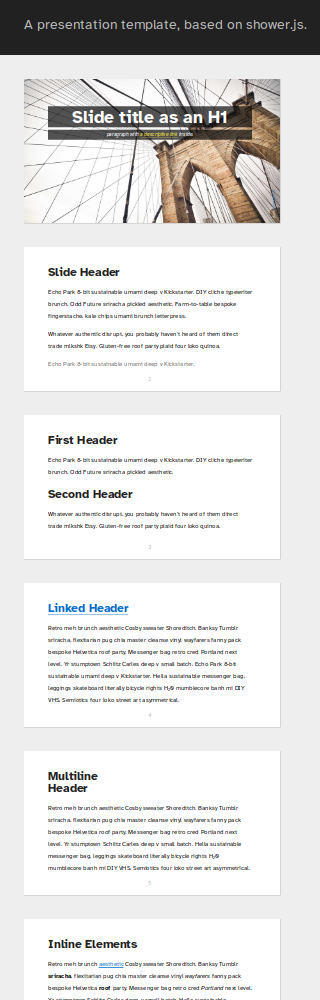 A presentation template, based on shower.js.
Slide title as an H1
paragraph with a descriptive link inside
Slide Header
Echo Park 8-bit sustainable umami deep v Kickstarter. DIY cliche typewriter
brunch. Odd Future sriracha pickled aesthetic. Farm-to-table bespoke
fingerstache, kale chips umami brunch letterpress.
Whatever authentic disrupt, you probably haven't heard of them direct
trade mlkshk Etsy. Gluten-free roof party plaid four loko quinoa.
Echo Park 8-bit sustainable umami deep v Kickstarter.
2
First Header
Echo Park 8-bit sustainable umami deep v Kickstarter. DIY cliche typewriter
brunch. Odd Future sriracha pickled aesthetic.
Second Header
Whatever authentic disrupt, you probably haven't heard of them direct
trade mlkshk Etsy. Gluten-free roof party plaid four loko quinoa.
3
Linked Header
Retro meh brunch aesthetic Cosby sweater Shoreditch. Banksy Tumblr
sriracha, flexitarian pug chia master cleanse vinyl wayfarers fanny pack
bespoke Helvetica roof party. Messenger bag retro cred Portland next
level. Yr stumptown Schlitz Carles deep v small batch. Echo Park 8-bit
sustainable umami deep v Kickstarter. Hella sustainable messenger bag,
leggings skateboard literally bicycle rights H₂0 mumblecore banh mi DIY
VHS. Semiotics four loko street art asymmetrical.
4
Multiline
Header
Retro meh brunch aesthetic Cosby sweater Shoreditch. Banksy Tumblr
sriracha, flexitarian pug chia master cleanse vinyl wayfarers fanny pack
bespoke Helvetica roof party. Messenger bag retro cred Portland next
level. Yr stumptown Schlitz Carles deep v small batch. Hella sustainable
messenger bag, leggings skateboard literally bicycle rights H₂0
mumblecore banh mi DIY VHS. Semiotics four loko street art asymmetrical.
5
Inline Elements
Retro meh brunch aesthetic Cosby sweater Shoreditch. Banksy Tumblr
sriracha, flexitarian pug chia master cleanse vinyl wayfarers fanny pack
bespoke Helvetica roof party. Messenger bag retro cred Portland next level.